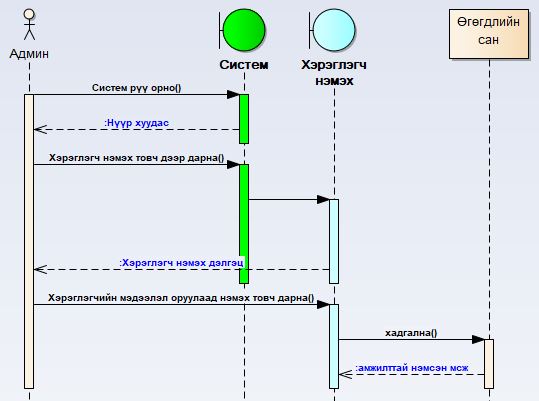 Админ
Систем
Хэрэглэгч
нэмэх
Өгөгдлийн
сан
Систем рүү орно()
:Нүүр хуудас
Хэрэглэгч нэмэх товч дээр дарна()
:Хэрэглэгч нэмэх дэлгэц
Хэрэглэгчийн мэдээлэл оруулаад нэмэх товч дарна()
хадгална()
:амжилттай нэмсэн мсж